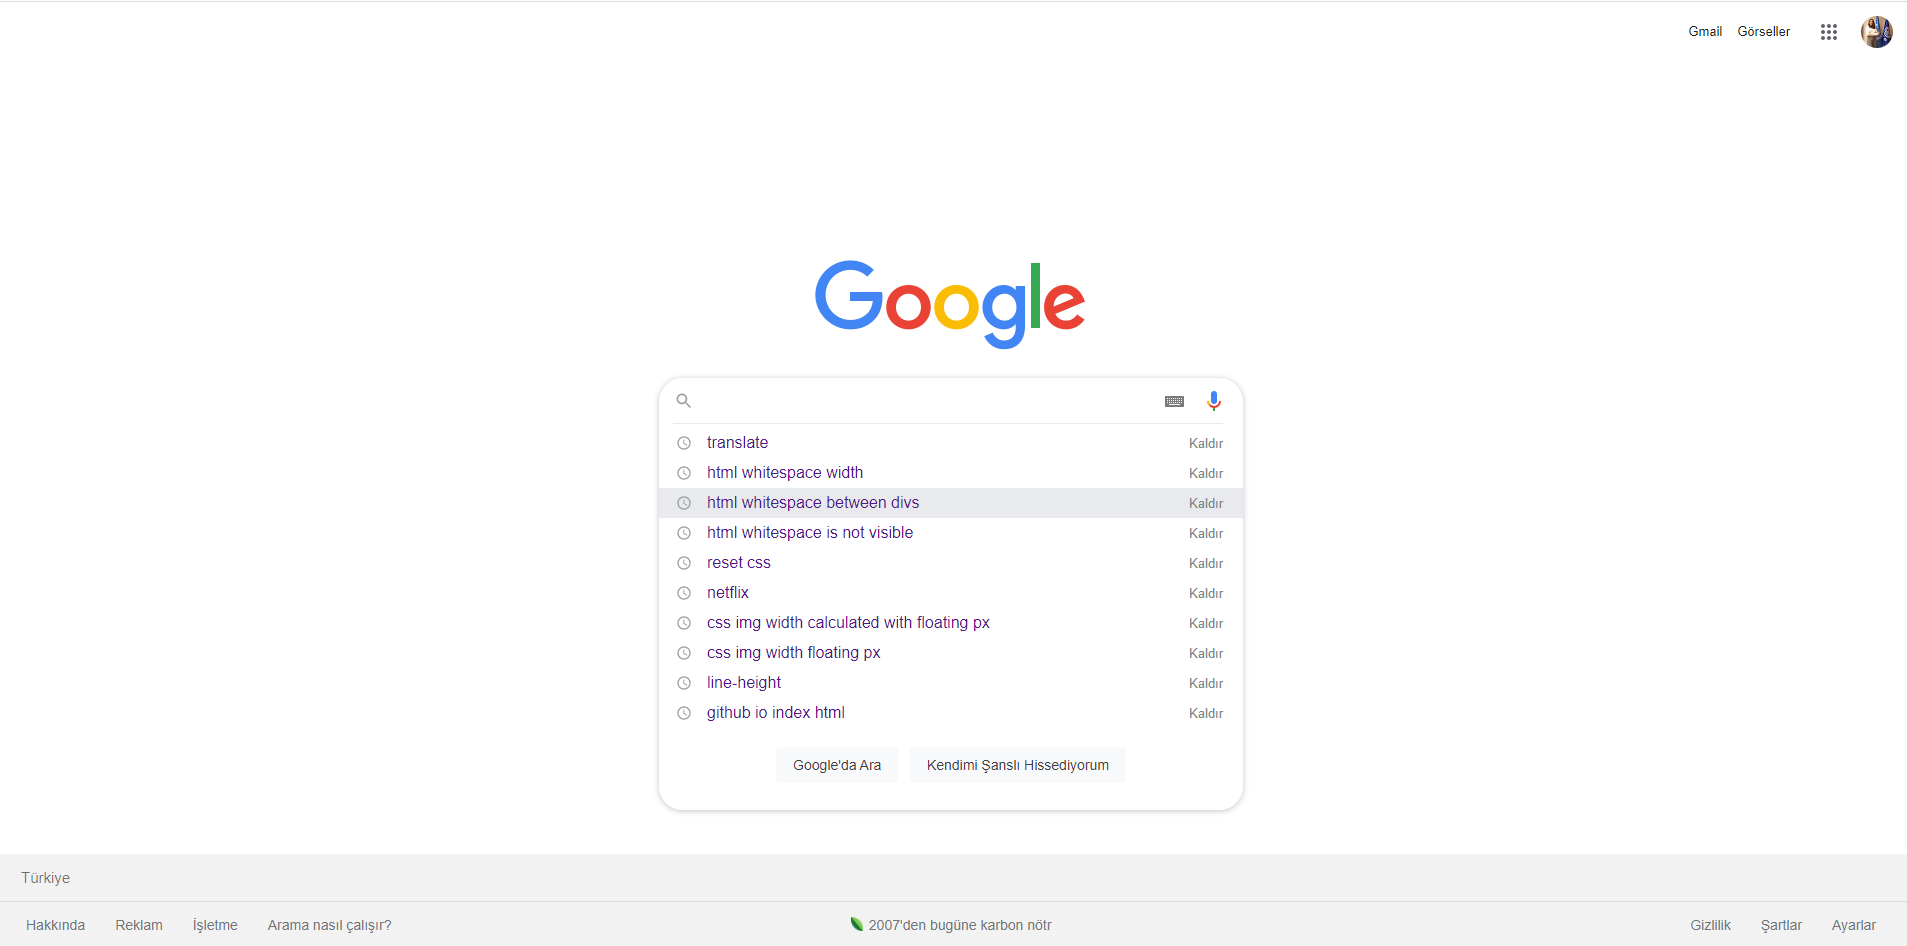 Gmail Görseller
Google
translate Kaldır
html whitespace width Kaldır
html whitespace between divs Kaldır
html whitespace is not visible Kaldır
reset css Kaldır
netflix Kaldır
css img width calculated with floating px Kaldır
css img width floating px Kaldır
line-height Kaldır
github io index html Kaldır
Google'da Ara Kendimi Şanslı Hissediyorum
Türkiye
Hakkında Reklam İşletme Arama nasıl çalışır? 2007'den bugüne karbon nötr Gizlilik Şartlar Ayarlar